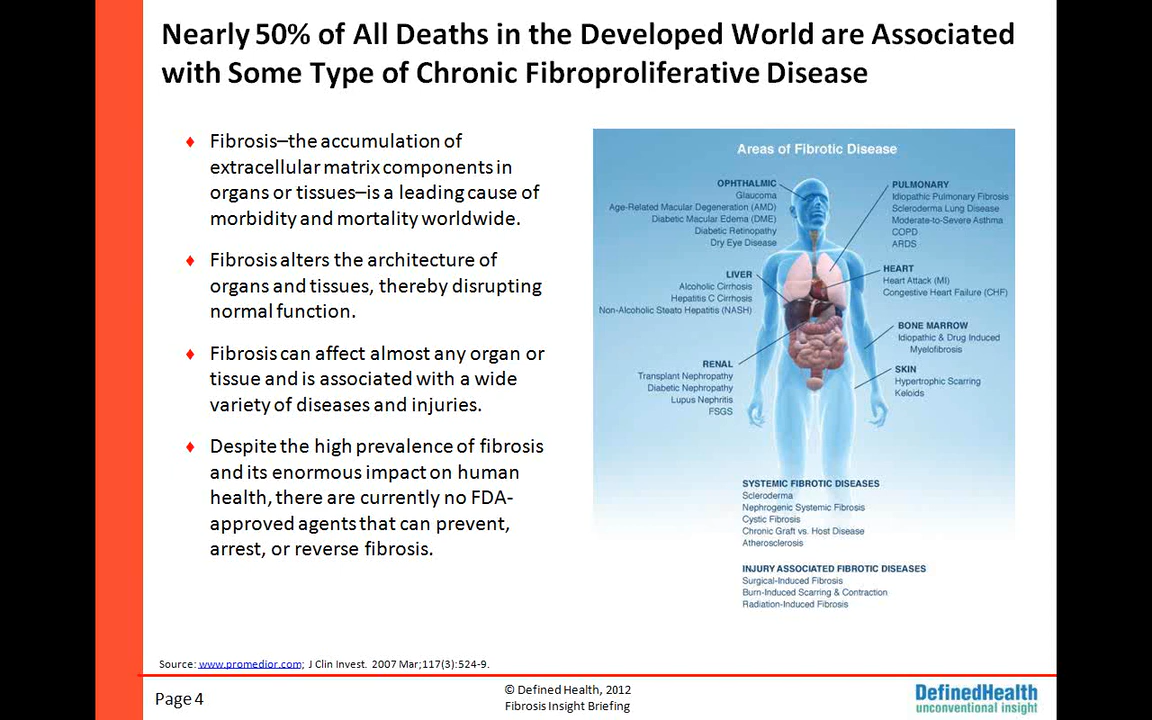 Nearly 50% of All Deaths in the Developed World are Associated
with Some Type of Chronic Fibroproliferative Disease
♦ Fibrosis–the accumulation of
extracellular matrix components in
organs or tissues–is a leading cause of
morbidity and mortality worldwide.
♦ Fibrosis alters the architecture of
organs and tissues, thereby disrupting
normal function.
♦ Fibrosis can affect almost any organ or
tissue and is associated with a wide
variety of diseases and injuries.
♦ Despite the high prevalence of fibrosis
and its enormous impact on human
health, there are currently no FDA-
approved agents that can prevent,
arrest, or reverse fibrosis.
Areas of Fibrotic Disease
OPHTHALMIC
Glaucoma
Age-Related Macular Degeneration (AMD)
Diabetic Macular Edema (DME)
Diabetic Retinopathy
Dry Eye Disease
LIVER
Alcoholic Cirrhosis
Hepatitis C Cirrhosis
Non-Alcoholic Steato Hepatitis (NASH)
RENAL
Transplant Nephropathy
Diabetic Nephropathy
Lupus Nephritis
FSGS
PULMONARY
Idiopathic Pulmonary Fibrosis
Scleroderma Lung Disease
Moderate-to-Severe Asthma
COPD
ARDS
HEART
Heart Attack (MI)
Congestive Heart Failure (CHF)
BONE MARROW
Idiopathic & Drug Induced
Myelofibrosis
SKIN
Hypertrophic Scarring
Keloids
SYSTEMIC FIBROTIC DISEASES
Scleroderma
Nephrogenic Systemic Fibrosis
Cystic Fibrosis
Chronic Graft vs. Host Disease
Atherosclerosis
INJURY ASSOCIATED FIBROTIC DISEASES
Surgical-Induced Fibrosis
Burn-Induced Scarring & Contraction
Radiation-Induced Fibrosis
Source: www.promedior.com; J Clin Invest. 2007 Mar;117(3):524-9.
Page 4
© Defined Health, 2012
Fibrosis Insight Briefing
DefinedHealth
unconventional insight